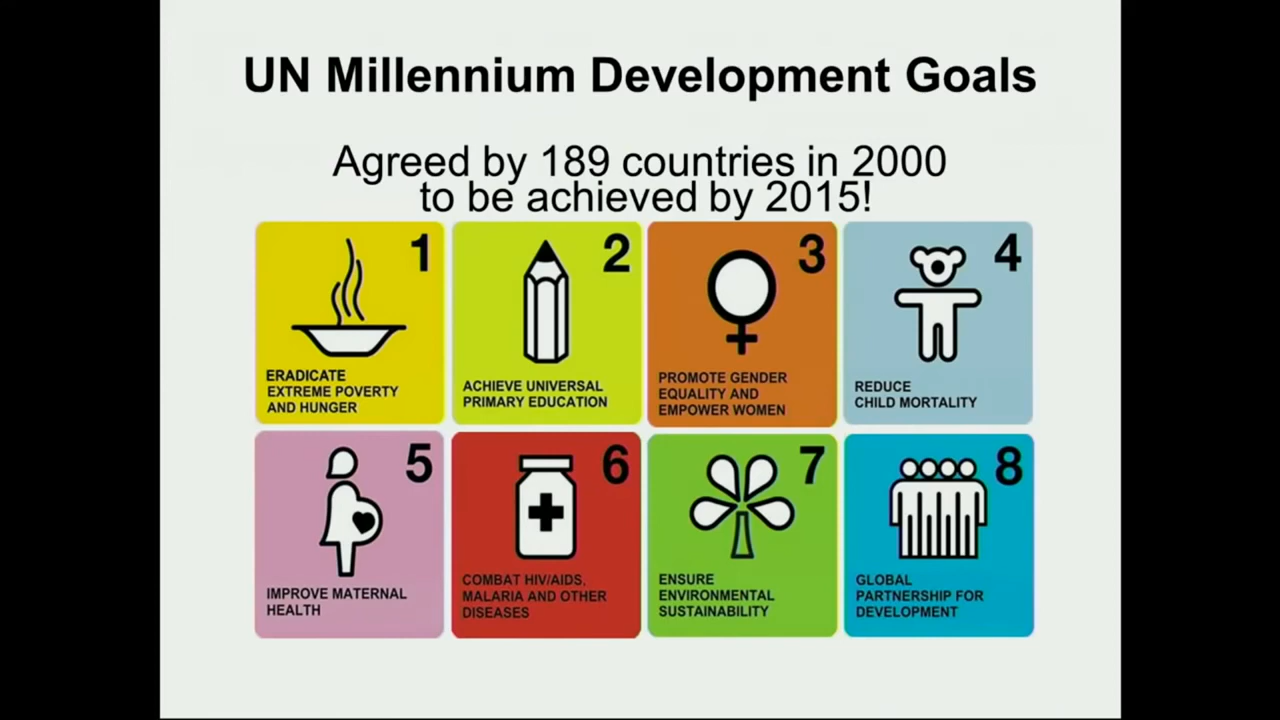 UN Millennium Development Goals
Agreed by 189 countries in 2000
to be achieved by 2015!
1
ERADICATE
EXTREME POVERTY
AND HUNGER
2
ACHIEVE UNIVERSAL
PRIMARY EDUCATION
3
PROMOTE GENDER
EQUALITY AND
EMPOWER WOMEN
4
REDUCE
CHILD MORTALITY
5
IMPROVE MATERNAL
HEALTH
6
COMBAT HIV/AIDS,
MALARIA AND OTHER
DISEASES
7
ENSURE
ENVIRONMENTAL
SUSTAINABILITY
8
GLOBAL
PARTNERSHIP FOR
DEVELOPMENT